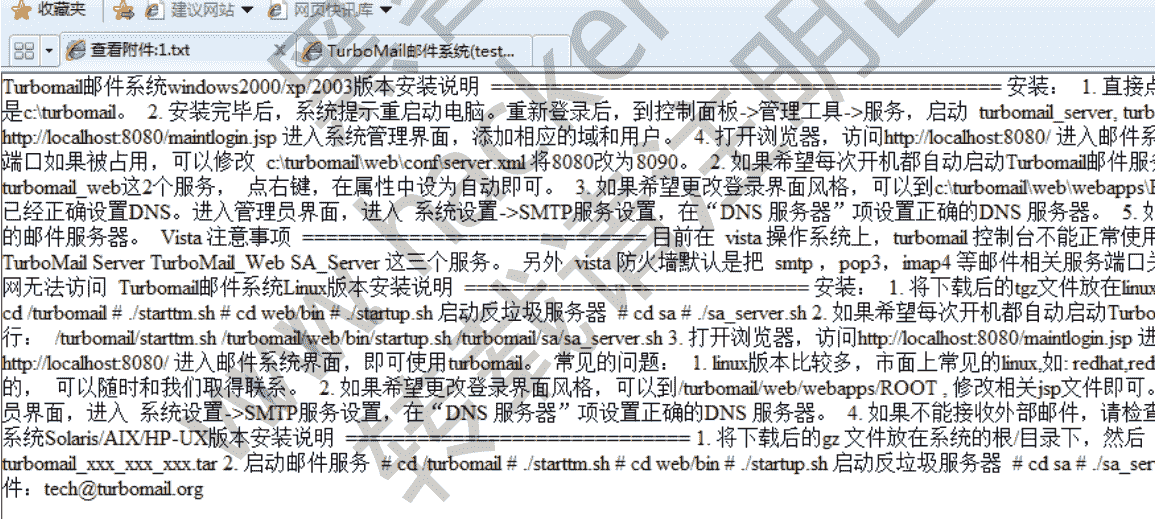 收藏夹 建议网站 网页快讯库
查看附件:1.txt X TurboMail邮件系统(test...
Turbomail邮件系统windows2000/xp/2003版本安装说明 ========================================== 安装： 1. 直接点
是c:\turbomail。 2. 安装完毕后，系统提示重启动电脑，重新登录后，到控制面板->管理工具->服务，启动 turbomail_server, turb
http://localhost:8080/maintlogin.jsp 进入系统管理界面，添加相应的域和用户。 4. 打开浏览器，访问http://localhost:8080/ 进入邮件系
端口如果被占用，可以修改 c:\turbomail\web\conf\server.xml 将8080改为8090。 2. 如果希望每次开机都自动启动Turbomail邮件服务
turbomail_web这2个服务， 点右键，在属性中设为自动即可。 3. 如果希望更改登录界面风格，可以到c:\turbomail\web\webapps\R
已经正确设置DNS。进入管理员界面，进入 系统设置->SMTP服务设置，在“DNS 服务器”项设置正确的DNS 服务器。 5. 如
的邮件服务器。 Vista 注意事项 ============================== 目前在 vista 操作系统上，turbomail 控制台不能正常使用
TurboMail Server TurboMail_Web SA_Server 这三个服务。 另外 vista 防火墙默认是把 smtp ，pop3，imap4 等邮件相关服务端口关
网无法访问 Turbomail邮件系统Linux版本安装说明 ============================== 安装： 1. 将下载后的tgz文件放在linux
cd /turbomail # ./starttm.sh # cd web/bin # ./startup.sh 启动反垃圾服务器 # cd sa # ./sa_server.sh 2. 如果希望每次开机都自动启动Turbo
行： /turbomail/starttm.sh /turbomail/web/bin/startup.sh /turbomail/sa/sa_server.sh 3. 打开浏览器，访问http://localhost:8080/maintlogin.jsp 进
http://localhost:8080/ 进入邮件系统界面，即可使用turbomail。 常见的问题： 1. linux版本比较多，市面上常见的linux,如: redhat,red
的， 可以随时和我们取得联系。 2. 如果希望更改登录界面风格，可以到/turbomail/web/webapps/ROOT , 修改相关jsp文件即可。
员界面，进入 系统设置->SMTP服务设置，在“DNS 服务器”项设置正确的DNS 服务器。 4. 如果不能接收外部邮件，请检查
系统Solaris/AIX/HP-UX版本安装说明 ============================== 1. 将下载后的gz 文件放在系统的根/目录下，然后
turbomail_xxx_xxx_xxx.tar 2. 启动邮件服务 # cd /turbomail # ./starttm.sh # cd web/bin # ./startup.sh 启动反垃圾服务器 # cd sa # ./sa_ser
件：tech@turbomail.org
www.hacker
转载请注明